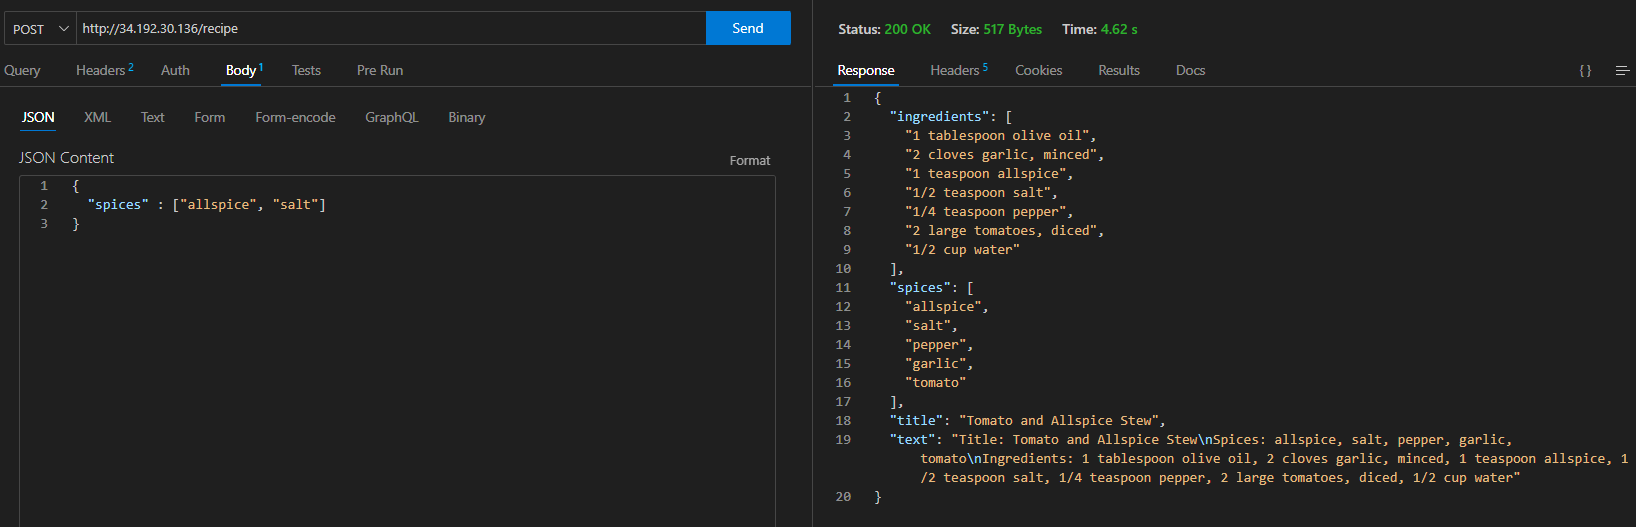 POST http://34.192.30.136/recipe Send
Query Headers 2 Auth Body 1 Tests Pre Run
JSON XML Text Form Form-encode GraphQL Binary
JSON Content Format
1 {
2 "spices" : ["allspice", "salt"]
3 }
Status: 200 OK Size: 517 Bytes Time: 4.62 s
Response Headers 5 Cookies Results Docs { }
1 {
2 "ingredients": [
3 "1 tablespoon olive oil",
4 "2 cloves garlic, minced",
5 "1 teaspoon allspice",
6 "1/2 teaspoon salt",
7 "1/4 teaspoon pepper",
8 "2 large tomatoes, diced",
9 "1/2 cup water"
10 ],
11 "spices": [
12 "allspice",
13 "salt",
14 "pepper",
15 "garlic",
16 "tomato"
17 ],
18 "title": "Tomato and Allspice Stew",
19 "text": "Title: Tomato and Allspice Stew\nSpices: allspice, salt, pepper, garlic,
tomato\nIngredients: 1 tablespoon olive oil, 2 cloves garlic, minced, 1 teaspoon allspice, 1
/2 teaspoon salt, 1/4 teaspoon pepper, 2 large tomatoes, diced, 1/2 cup water"
20 }